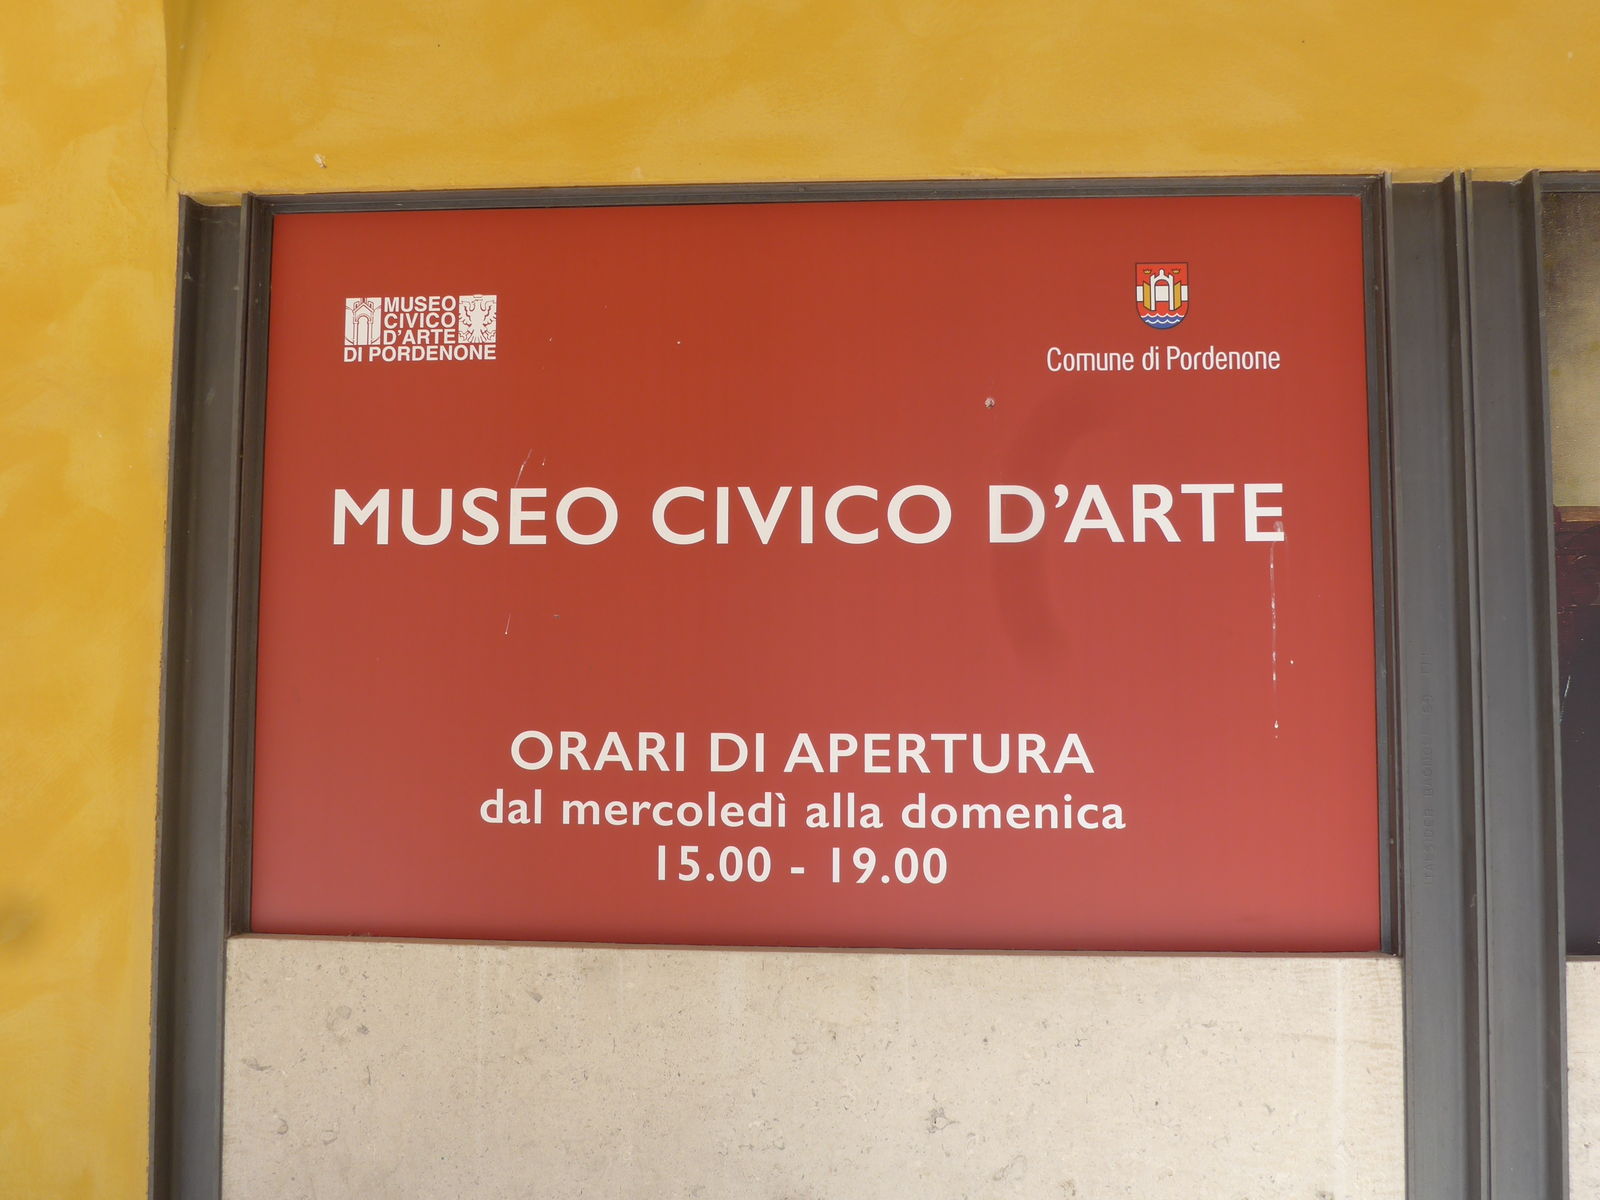 MUSEO
CIVICO
D'ARTE
DI PORDENONE
Comune di Pordenone
MUSEO CIVICO D'ARTE
ORARI DI APERTURA
dal mercoledì alla domenica
15.00 - 19.00